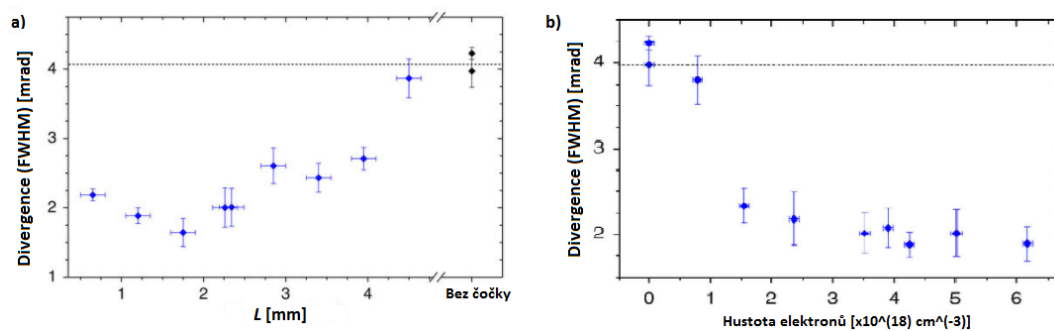 a)
Divergence (FWHM) [mrad]
4
3
2
1
1
2
3
4
Bez čočky
L [mm]
b)
Divergence (FWHM) [mrad]
4
2
0
1
2
3
4
5
6
Hustota elektronů [x10^(18) cm^(-3)]